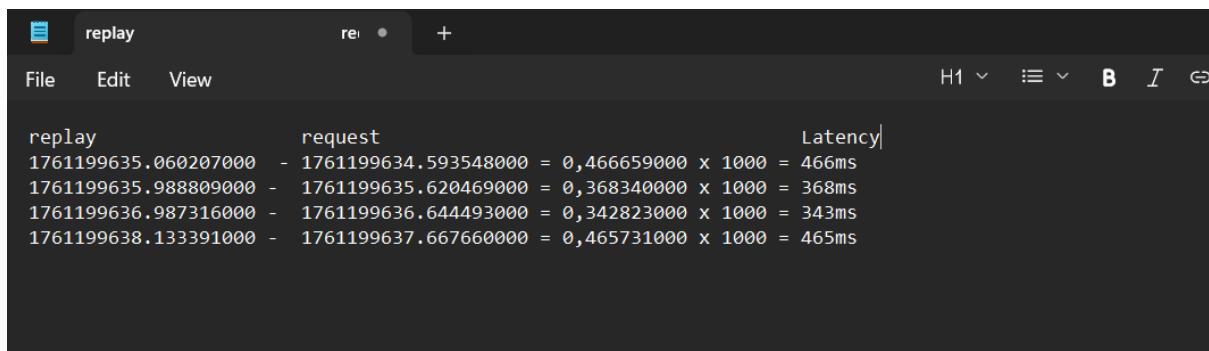 replay re
File Edit View H1 B I
replay request Latency
1761199635.060207000 - 1761199634.593548000 = 0,466659000 x 1000 = 466ms
1761199635.988809000 - 1761199635.620469000 = 0,368340000 x 1000 = 368ms
1761199636.987316000 - 1761199636.644493000 = 0,342823000 x 1000 = 343ms
1761199638.133391000 - 1761199637.667660000 = 0,465731000 x 1000 = 465ms